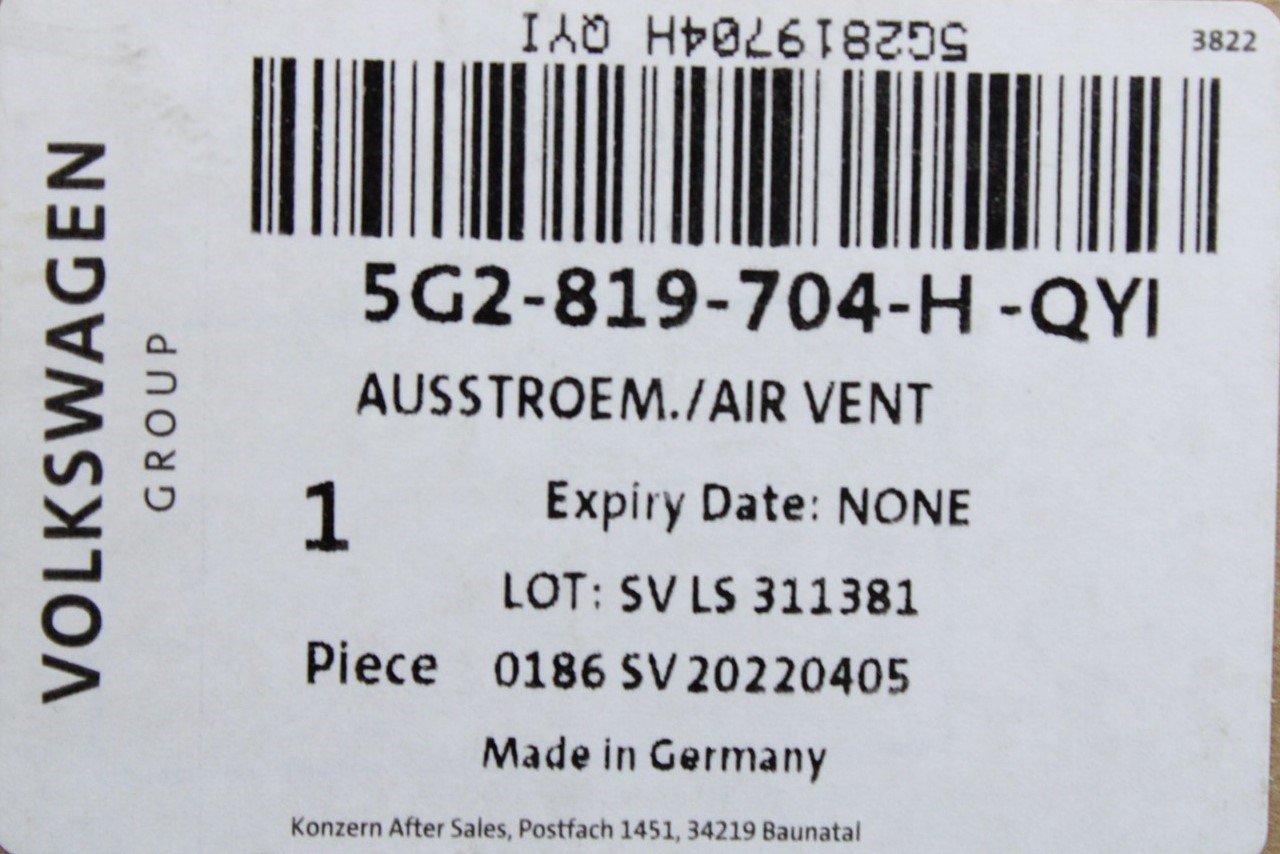 5G2819704H QYI
3822
VOLKSWAGEN
GROUP
5G2-819-704-H -QYI
AUSSTROEM./AIR VENT
1
Expiry Date: NONE
LOT: SV LS 311381
Piece 0186 SV 20220405
Made in Germany
Konzern After Sales, Postfach 1451, 34219 Baunatal